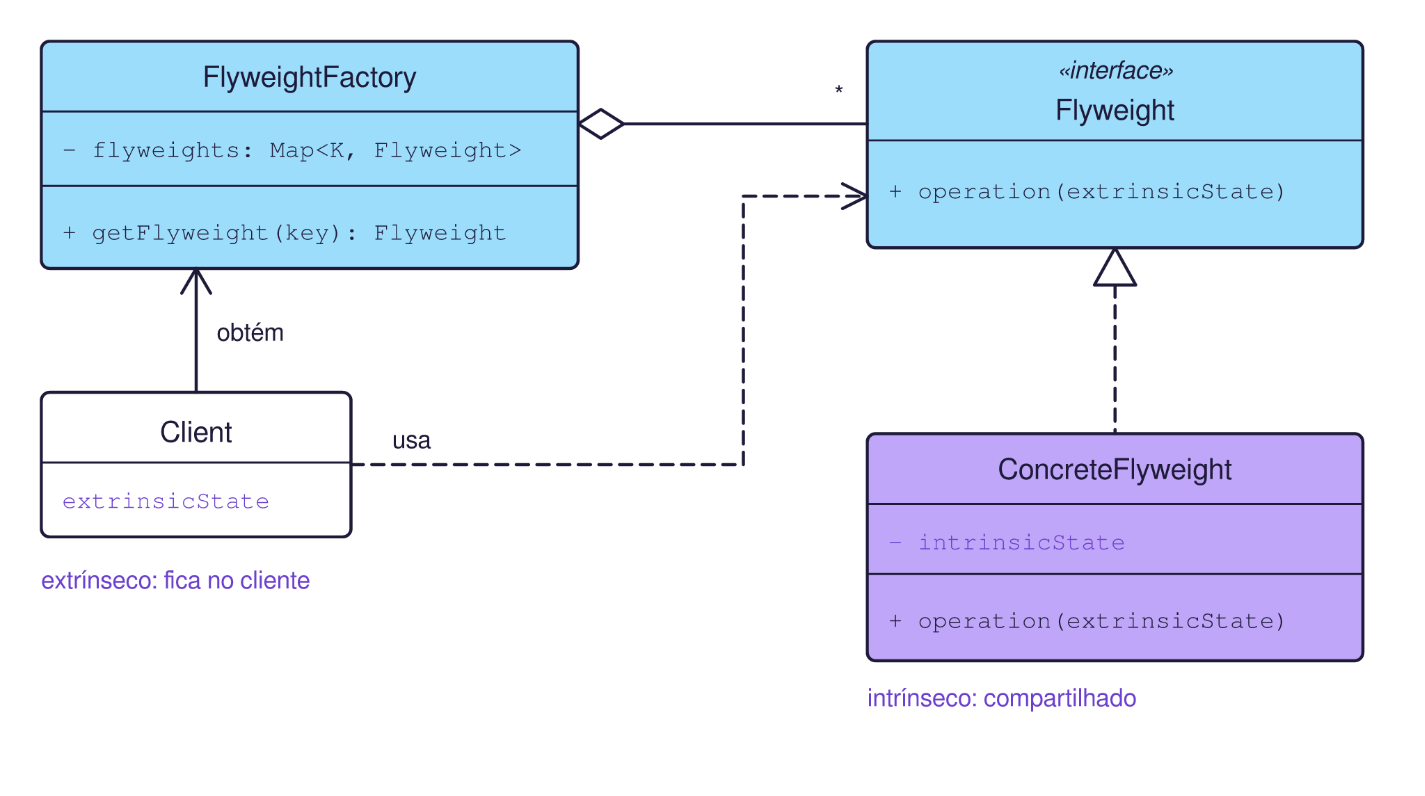 FlyweightFactory
- flyweights: Map<K, Flyweight>
+ getFlyweight(key): Flyweight
*
«interface»
Flyweight
+ operation(extrinsicState)
obtém
Client
extrinsicState
usa
extrínseco: fica no cliente
ConcreteFlyweight
- intrinsicState
+ operation(extrinsicState)
intrínseco: compartilhado